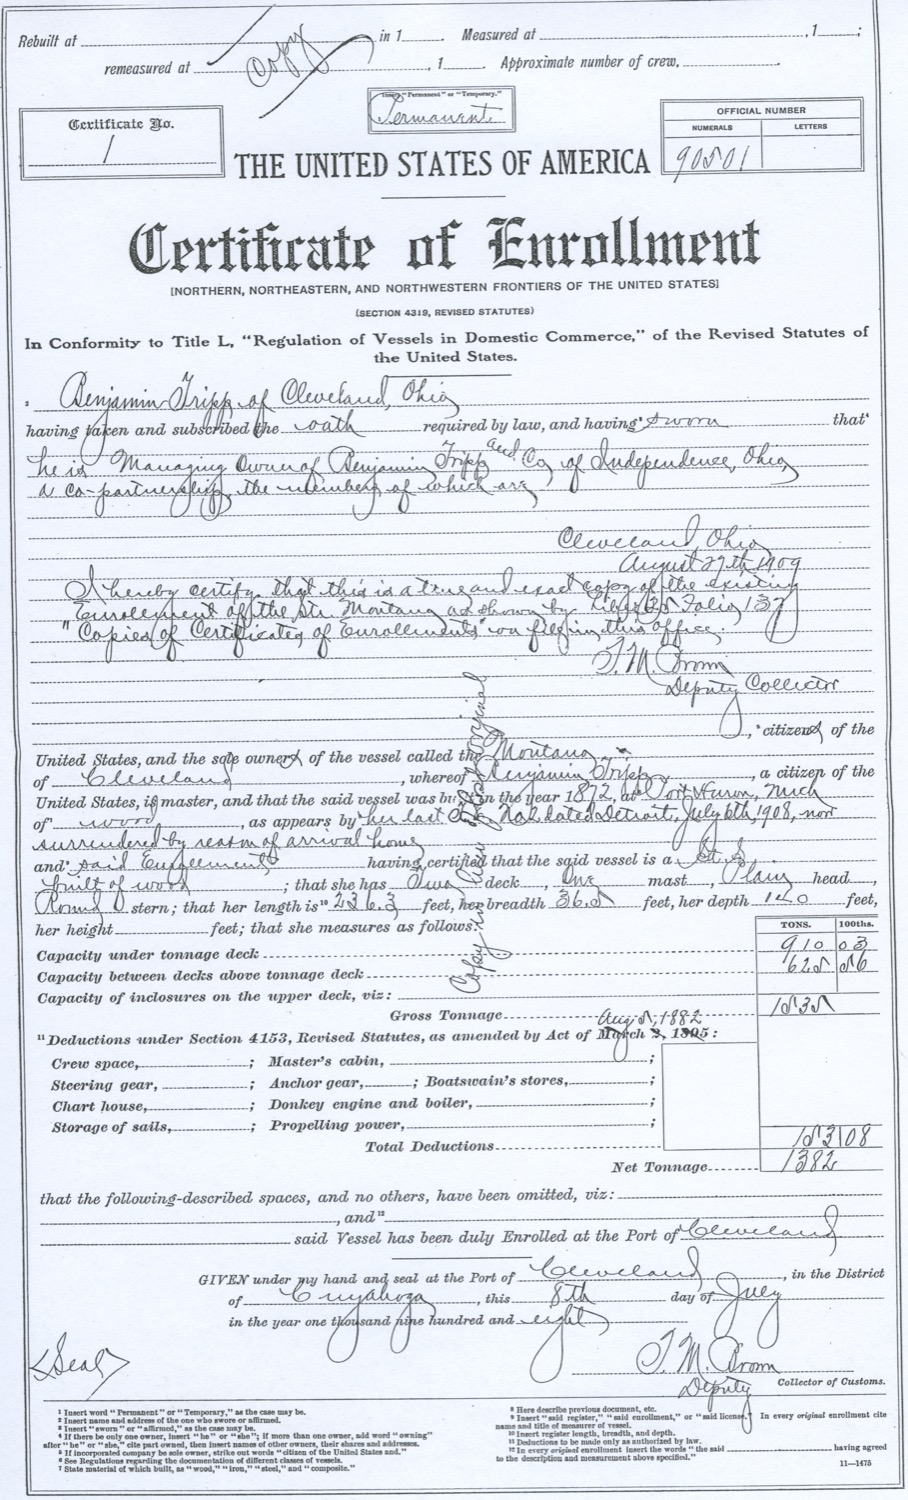 Rebuilt at in 1 . Measured at , 1 ;
remeasured at Copy , 1 . Approximate number of crew,
Insert "Permanent" or "Temporary."
Permanent
Certificate No.
1
OFFICIAL NUMBER
NUMERALS LETTERS
90501
THE UNITED STATES OF AMERICA
Certificate of Enrollment
[NORTHERN, NORTHEASTERN, AND NORTHWESTERN FRONTIERS OF THE UNITED STATES]
(SECTION 4319, REVISED STATUTES)
In Conformity to Title L, "Regulation of Vessels in Domestic Commerce," of the Revised Statutes of
the United States.
2 Benjamin Tripp of Cleveland, Ohio
having taken and subscribed the oath required by law, and having 3 sworn that 4
he is Managing Owner of Benjamin Tripp and Co of Independence, Ohio,
a co-partnership the members of which are
Cleveland, Ohio
August 27th 1909
I hereby certify that this is a true and exact copy of the existing
Enrollement of the Str. Montana as shown by Liber Folio 137
"Copies of Certificates of Enrollements" on file in this office.
T. M. Brown
Deputy Collector
, 5 citizens of the
United States, and the sole owners of the vessel called the Montana
of Cleveland , whereof Benjamin Tripp , a citizen of the
United States, is master, and that the said vessel was built in the year 1872, at Port Huron, Mich
of 7 wood , as appears by 8 her last No 2 dated Detroit, July 6th, 1908, now
surrendered by reason of arrival home
and 9 said Enrollement having certified that the said vessel is a St. S.
built of wood ; that she has Two deck , One mast , Plain head ,
Round stern; that her length is 10 236.3 feet, her breadth 36.5 feet, her depth 14.0 feet,
her height feet; that she measures as follows:
Copy Original
TONS. 100ths.
Capacity under tonnage deck 910 03
Capacity between decks above tonnage deck 625 56
Capacity of inclosures on the upper deck, viz:
Gross Tonnage 1535
Aug 5, 1882
11 Deductions under Section 4153, Revised Statutes, as amended by Act of March 2, 1895:
Crew space, ; Master's cabin, ;
Steering gear, ; Anchor gear, ; Boatswain's stores, ;
Chart house, ; Donkey engine and boiler, ;
Storage of sails, ; Propelling power, ;
Total Deductions 153 08
Net Tonnage 1382
that the following-described spaces, and no others, have been omitted, viz:
, and 12
said Vessel has been duly Enrolled at the Port of Cleveland
GIVEN under my hand and seal at the Port of Cleveland , in the District
of Cuyahoga , this 8th day of July
in the year one thousand nine hundred and eight
<Seal>
T. M. Brown
Deputy Collector of Customs.
1 Insert word "Permanent" or "Temporary," as the case may be.
2 Insert name and address of the one who swore or affirmed.
3 Insert "sworn" or "affirmed," as the case may be.
4 If there be only one owner, insert "he" or "she"; if more than one owner, add word "owning"
after "he" or "she," cite part owned, then insert names of other owners, their shares and addresses.
5 If incorporated company be sole owner, strike out words "citizen of the United States and."
6 See Regulations regarding the documentation of different classes of vessels.
7 State material of which built, as "wood," "iron," "steel," and "composite."
8 Here describe previous document, etc.
9 Insert "said register," "said enrollment," or "said license." In every original enrollment cite
name and title of measurer of vessel.
10 Insert register length, breadth, and depth.
11 Deductions to be made only as authorized by law.
12 In every original enrollment insert the words "the said having agreed
to the description and measurement above specified."
11—1475